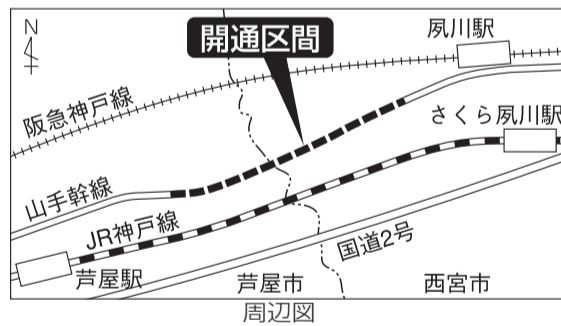 N
開通区間
夙川駅
阪急神戸線
さくら夙川駅
山手幹線
JR神戸線
国道2号
芦屋駅
芦屋市
西宮市
周辺図